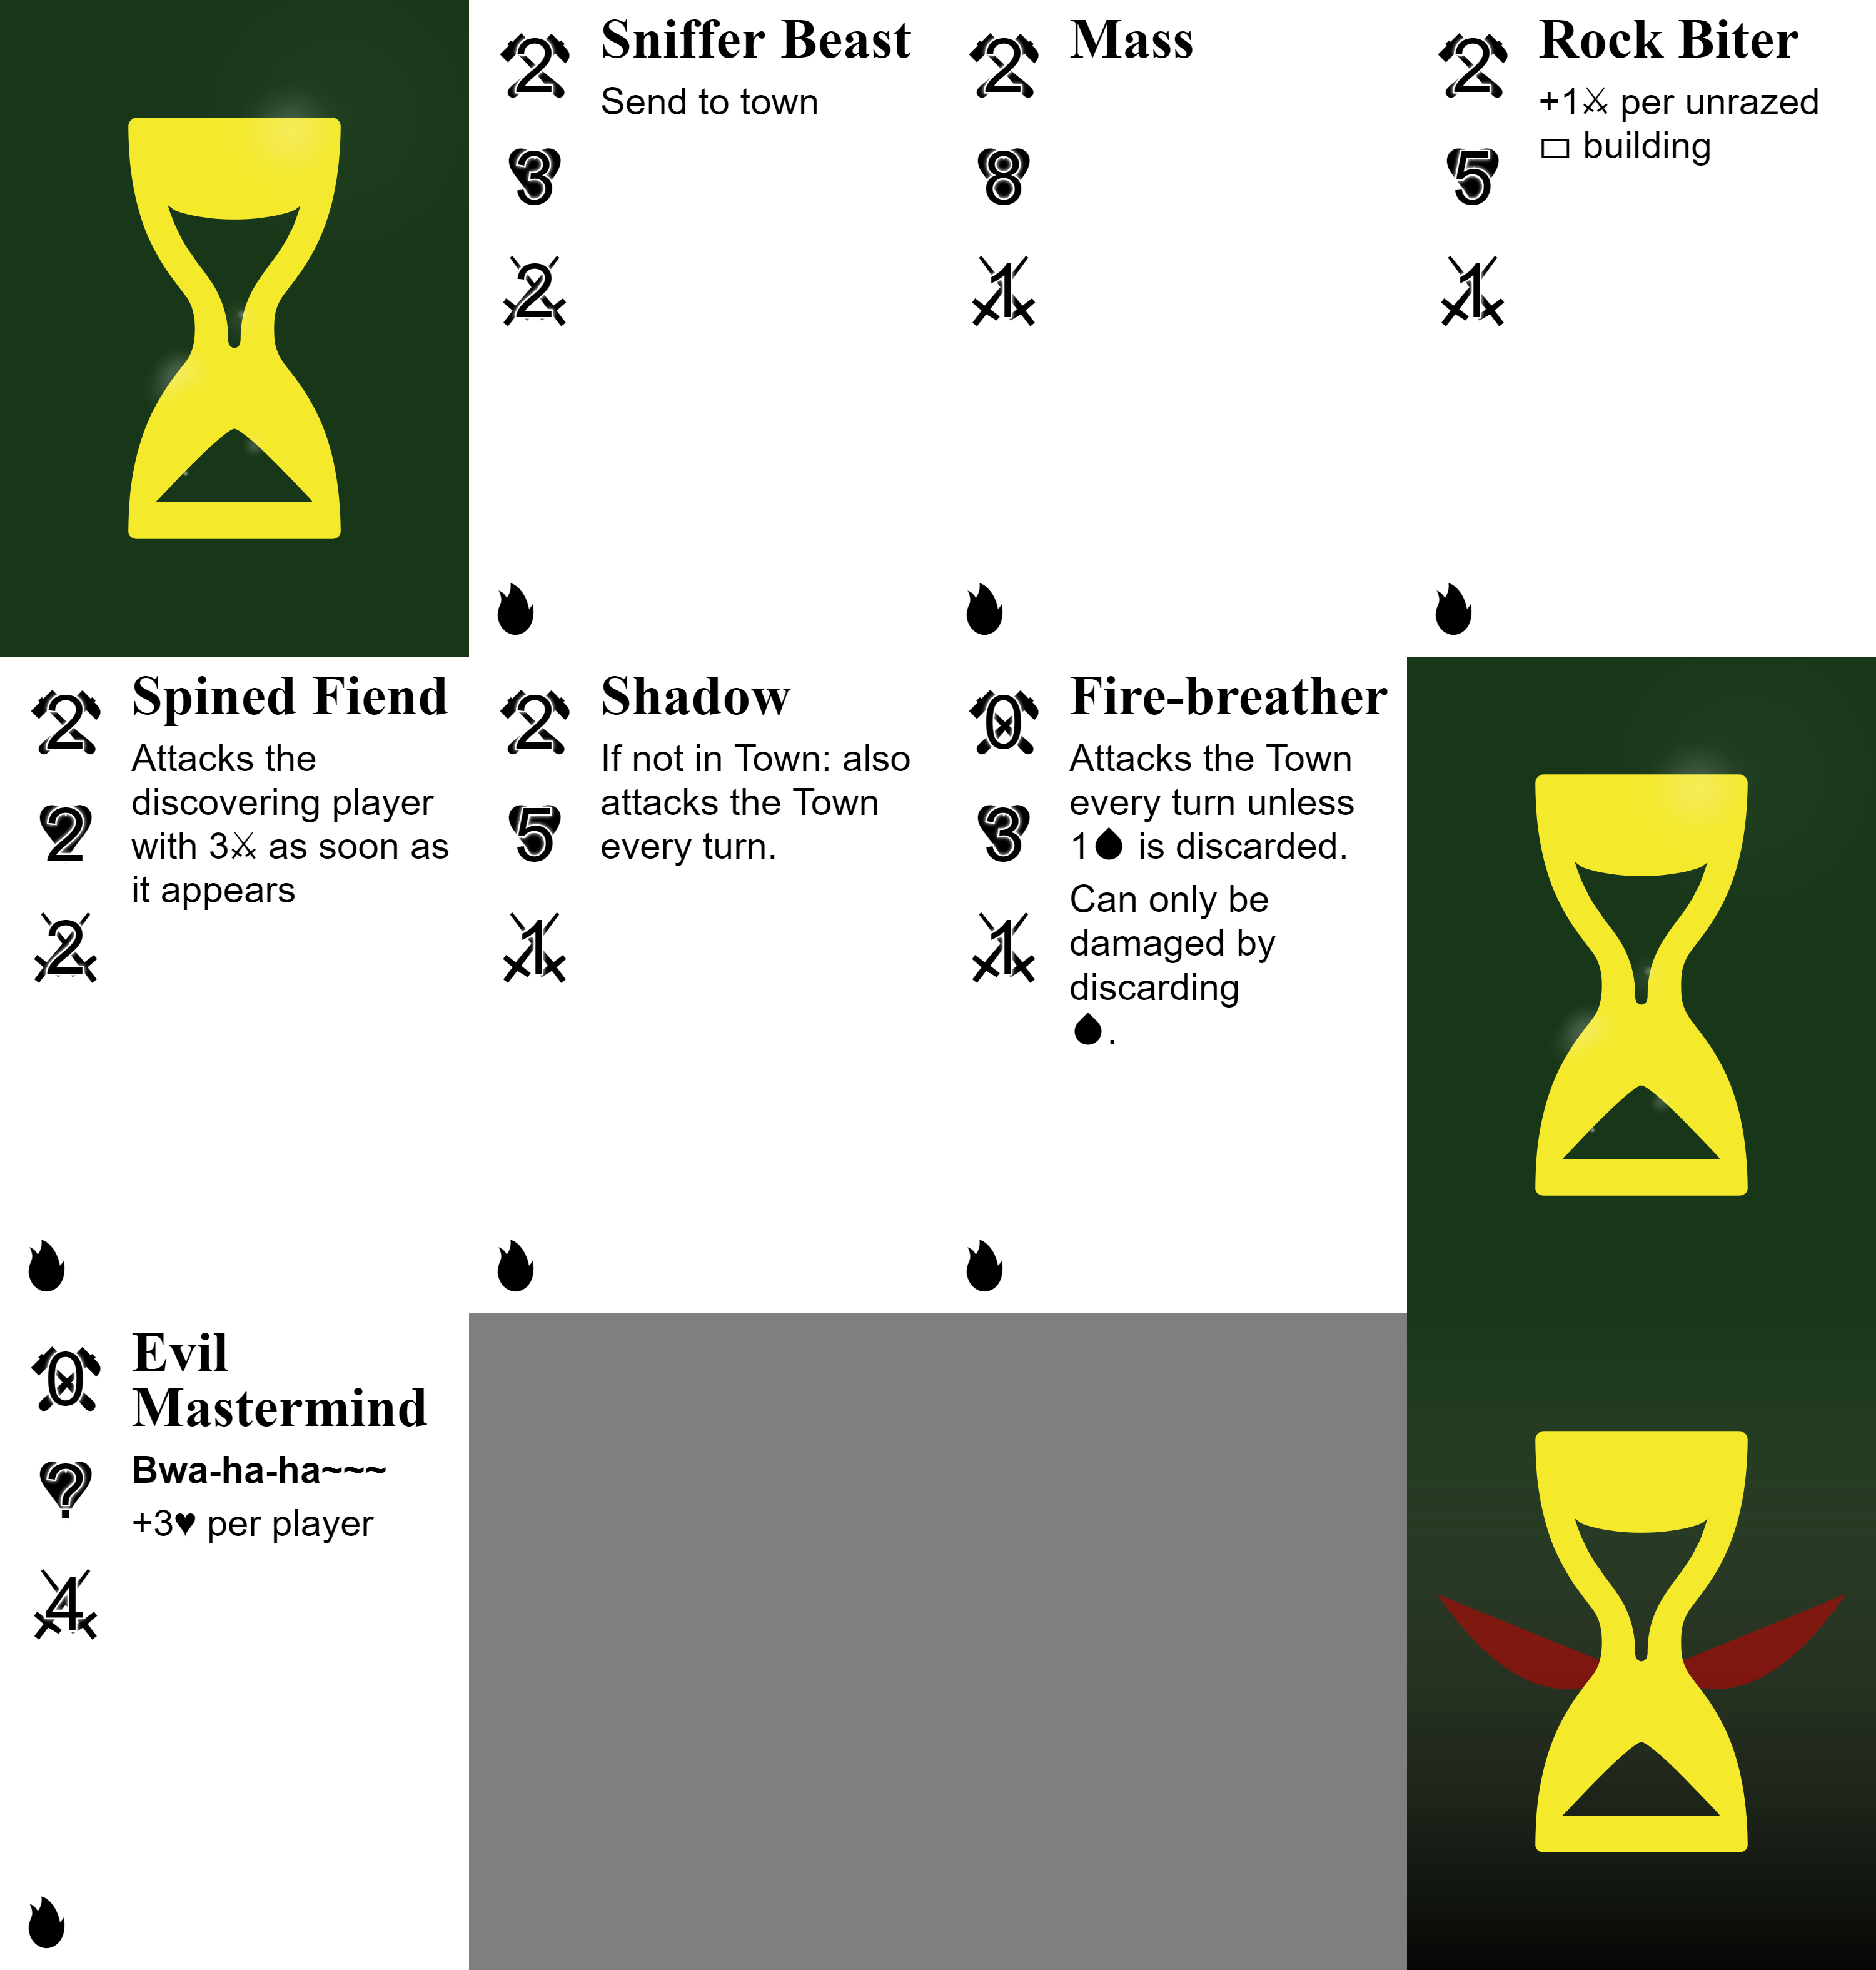 2
Sniffer Beast
Send to town
3
2
2
Mass
8
1
2
Rock Biter
+1⚔ per unrazed
▭ building
5
1
2
Spined Fiend
Attacks the
discovering player
with 3⚔ as soon as
it appears
2
2
2
Shadow
If not in Town: also
attacks the Town
every turn.
5
1
0
Fire-breather
Attacks the Town
every turn unless
1💧 is discarded.
Can only be
damaged by
discarding
💧.
3
1
0
Evil
Mastermind
Bwa-ha-ha~~~
+3♥ per player
?
4